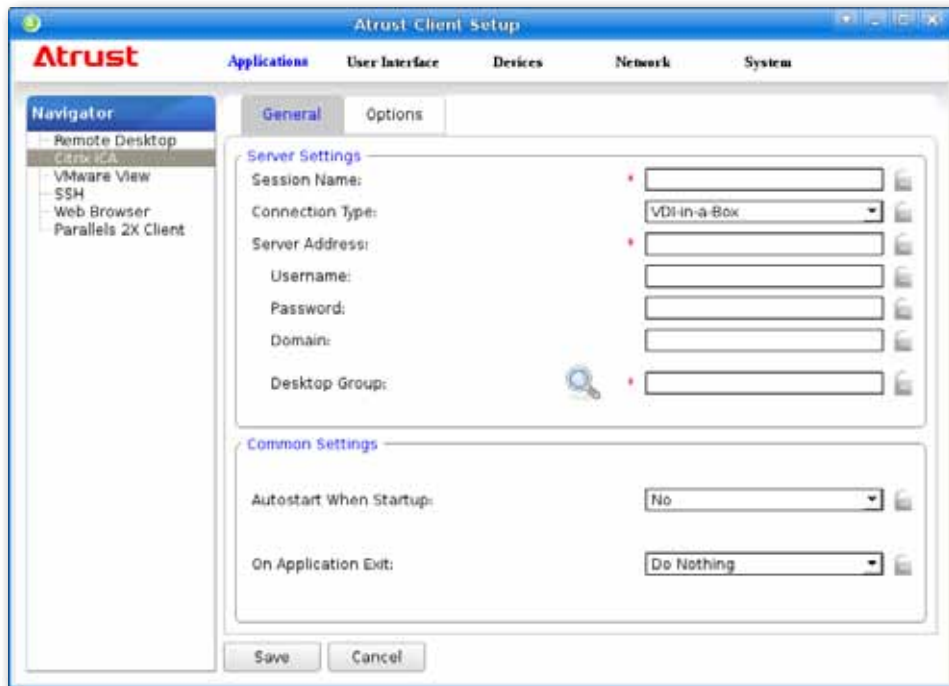 Atrust Client Setup
Atrust
Applications User Interface Devices Network System
Navigator
Remote Desktop
Citrix ICA
VMware View
SSH
Web Browser
Parallels 2X Client
General Options
Server Settings
Session Name: *
Connection Type: VDI-in-a-Box
Server Address: *
Username:
Password:
Domain:
Desktop Group: *
Common Settings
Autostart When Startup: No
On Application Exit: Do Nothing
Save Cancel